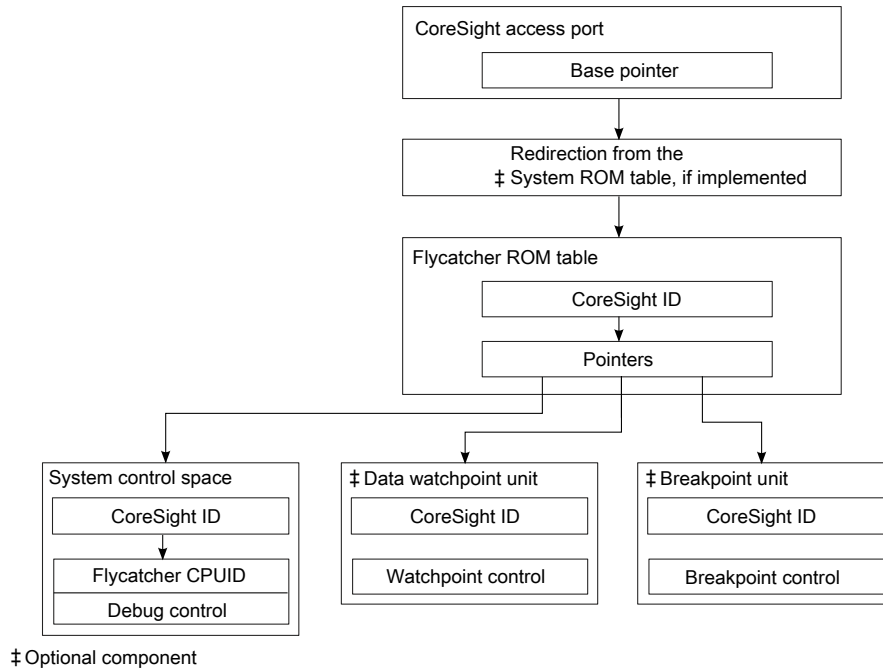 CoreSight access port
Base pointer
Redirection from the
‡ System ROM table, if implemented
Flycatcher ROM table
CoreSight ID
Pointers
System control space
CoreSight ID
Flycatcher CPUID
Debug control
‡ Data watchpoint unit
CoreSight ID
Watchpoint control
‡ Breakpoint unit
CoreSight ID
Breakpoint control
‡ Optional component